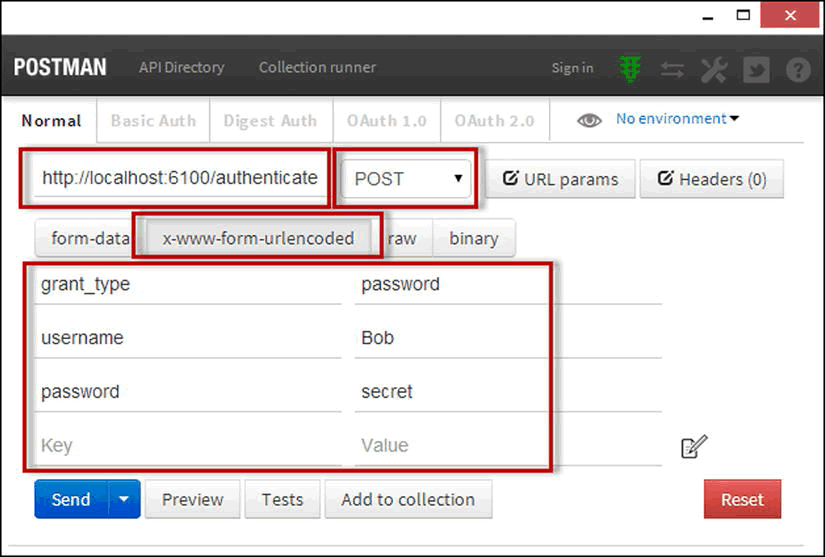 POSTMAN API Directory Collection runner Sign in
Normal Basic Auth Digest Auth OAuth 1.0 OAuth 2.0 No environment
http://localhost:6100/authenticate POST URL params Headers (0)
form-data x-www-form-urlencoded raw binary
grant_type password
username Bob
password secret
Key Value
Send Preview Tests Add to collection Reset